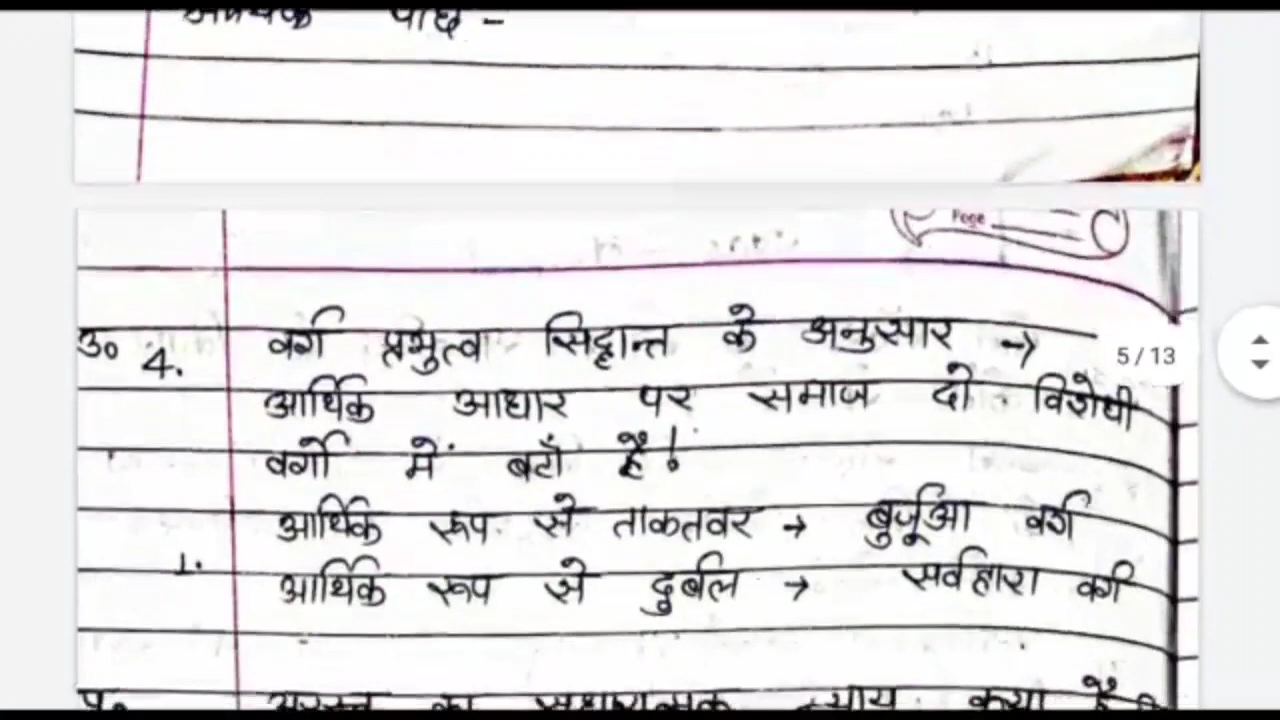 पीछे -
Page
उ० 4. वर्ग प्रभुत्व सिद्धान्त के अनुसार →
5 / 13
आर्थिक आधार पर समाज दो विरोधी
वर्गों में बटाँ हैं!
आर्थिक रूप से ताकतवर → बुर्जूआ वर्ग
1. आर्थिक रूप से दुर्बल → सर्वहारा वर्ग
का न्याय क्या है